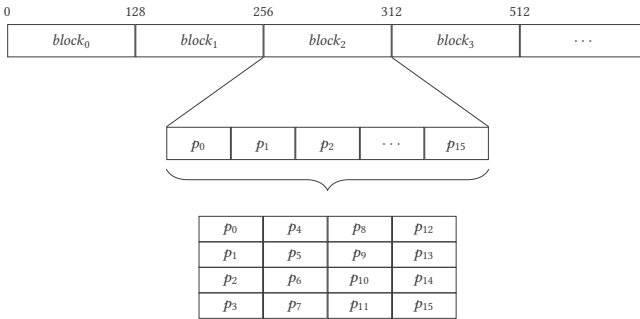 0 128 256 312 512
block₀ block₁ block₂ block₃ · · ·
p₀ p₁ p₂ · · · p₁₅
p₀ p₄ p₈ p₁₂
p₁ p₅ p₉ p₁₃
p₂ p₆ p₁₀ p₁₄
p₃ p₇ p₁₁ p₁₅